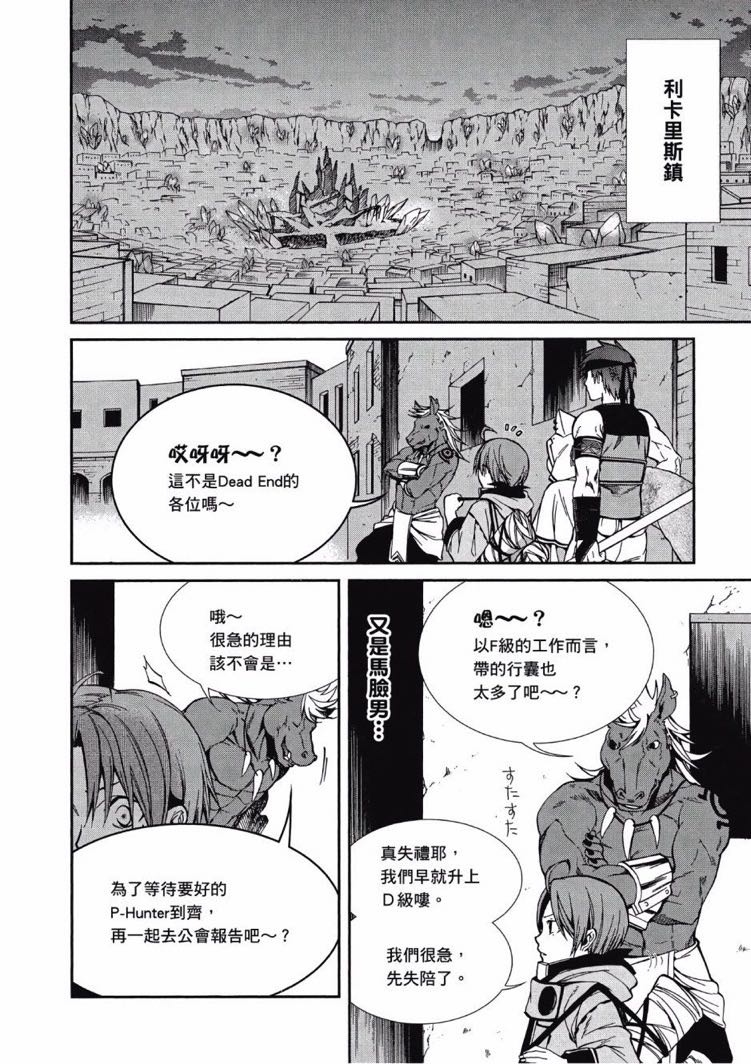 利卡里斯鎮
哎呀呀～～？
這不是Dead End的
各位嗎～
嗯～～？
以F級的工作而言，
帶的行囊也
太多了吧～～？
すたすた
真失禮耶，
我們早就升上
D級嘍。
我們很急，
先失陪了。
又是馬臉男…
哦～
很急的理由
該不會是…
為了等待要好的
P-Hunter到齊，
再一起去公會報告吧～？